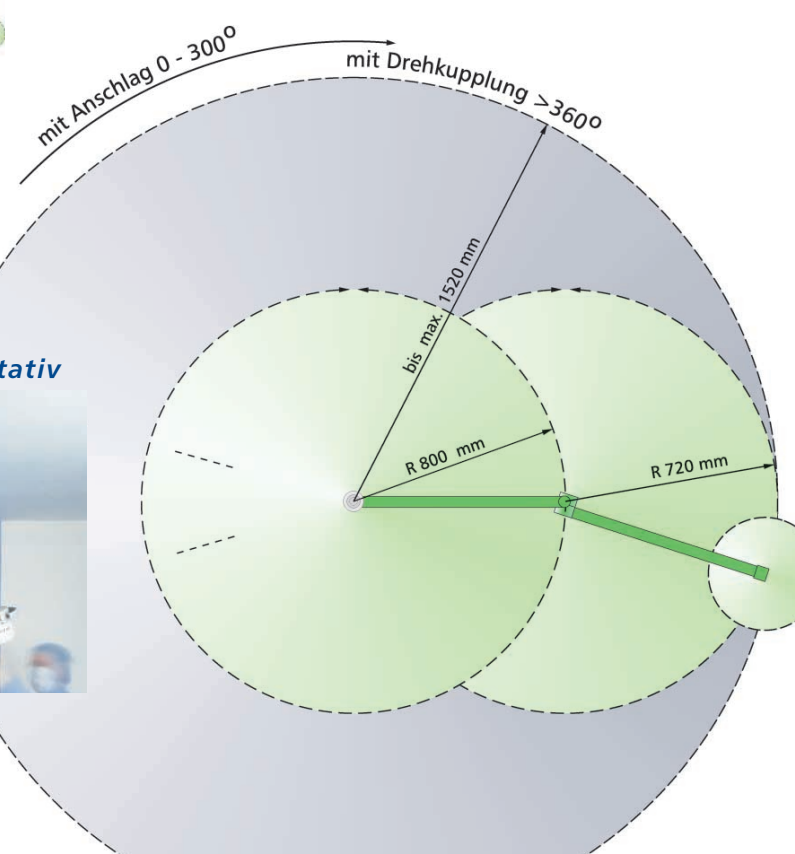 mit Anschlag 0 - 300°
mit Drehkupplung >360°
bis max. 1520 mm
tativ
R 800 mm
R 720 mm